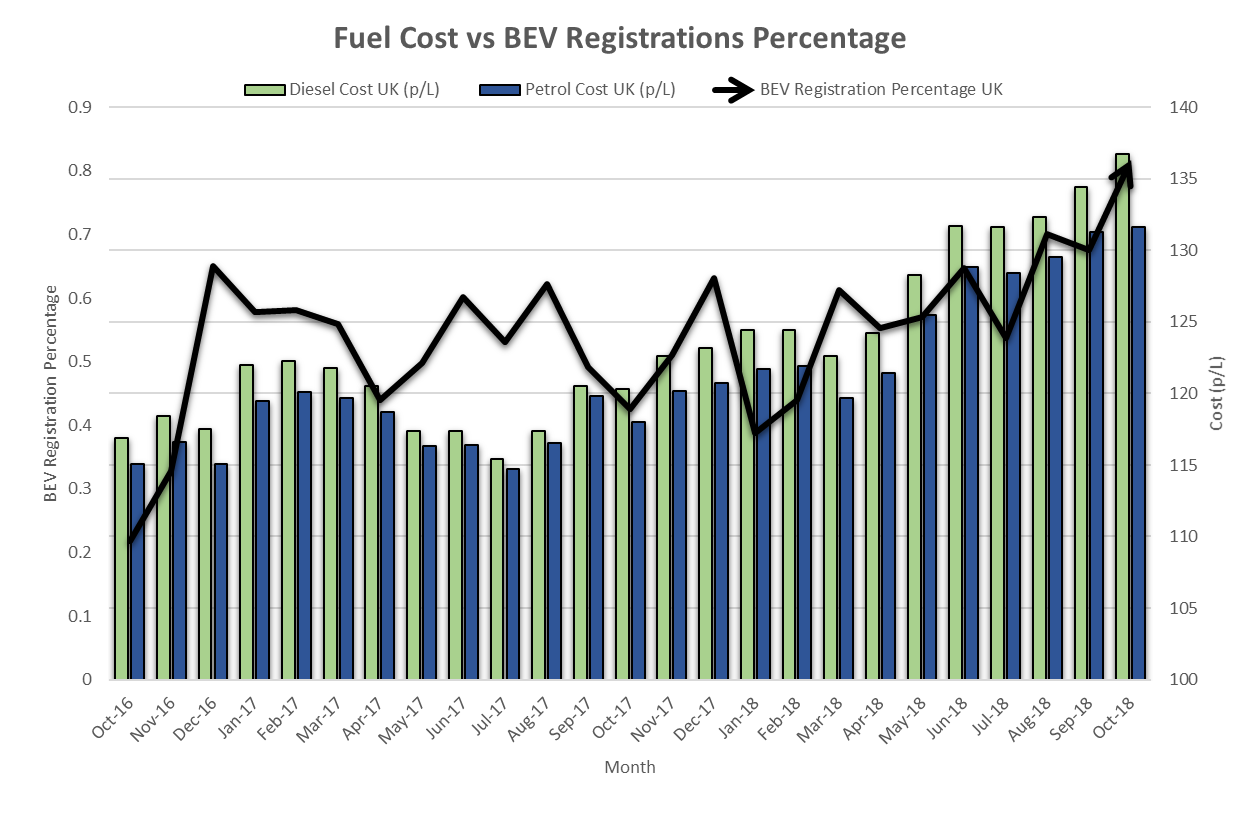 Fuel Cost vs BEV Registrations Percentage
Diesel Cost UK (p/L) Petrol Cost UK (p/L) BEV Registration Percentage UK
0.9
0.8
0.7
0.6
0.5
0.4
0.3
0.2
0.1
0
BEV Registration Percentage
140
135
130
125
120
115
110
105
100
Cost (p/L)
Oct-16
Nov-16
Dec-16
Jan-17
Feb-17
Mar-17
Apr-17
May-17
Jun-17
Jul-17
Aug-17
Sep-17
Oct-17
Nov-17
Dec-17
Jan-18
Feb-18
Mar-18
Apr-18
May-18
Jun-18
Jul-18
Aug-18
Sep-18
Oct-18
Month